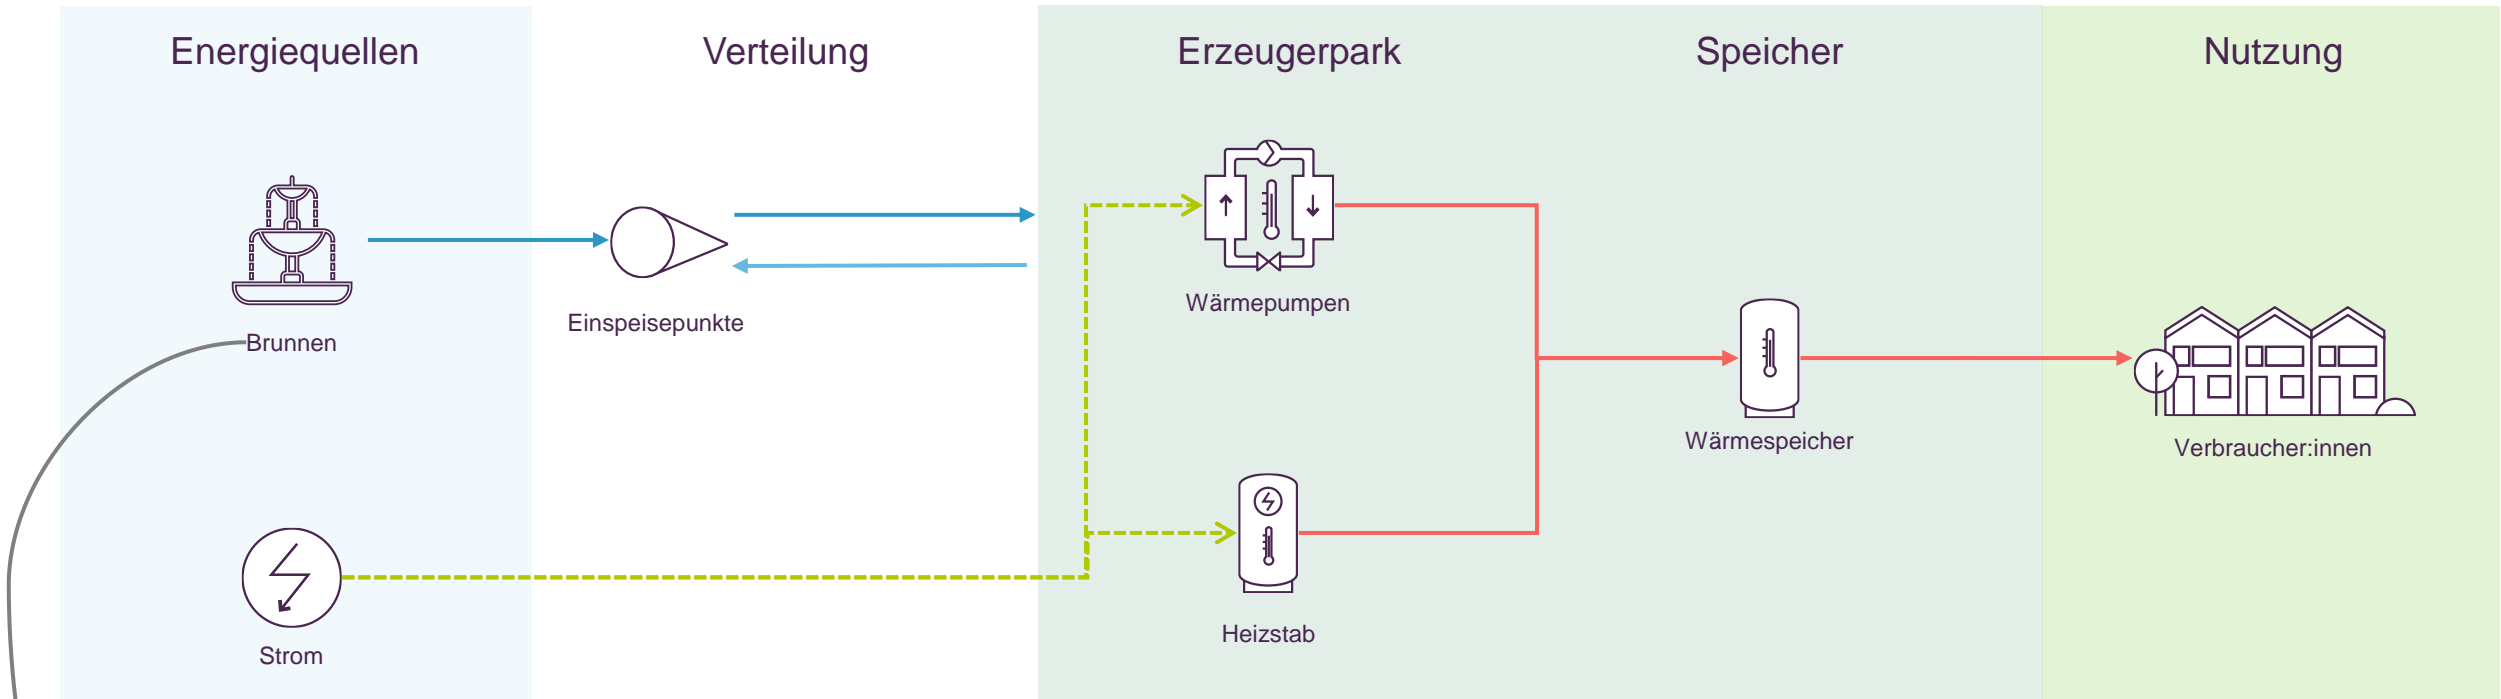 Energiequellen
Verteilung
Erzeugerpark
Speicher
Nutzung
Wärmepumpen
Einspeisepunkte
Brunnen
Wärmespeicher
Verbraucher:innen
Heizstab
Strom